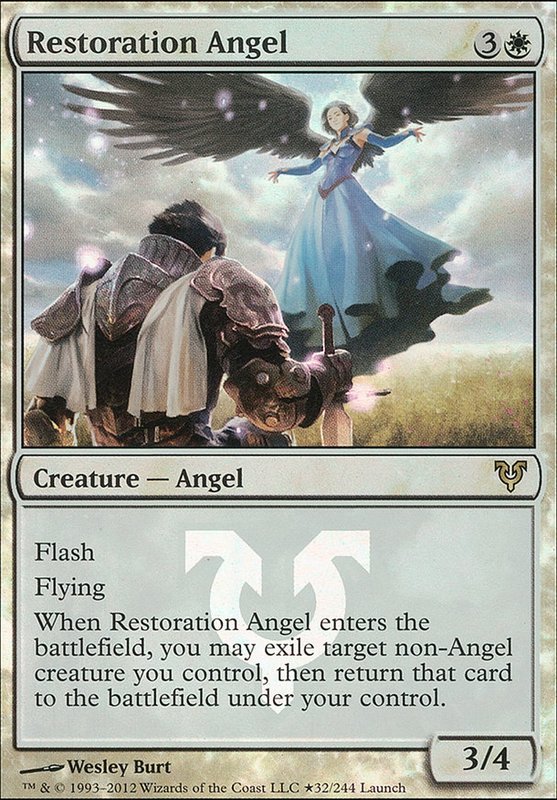 Restoration Angel 3
Creature — Angel
Flash
Flying
When Restoration Angel enters the
battlefield, you may exile target non-Angel
creature you control, then return that card
to the battlefield under your control.
3/4
Wesley Burt
™ & © 1993–2012 Wizards of the Coast LLC ★32/244 Launch